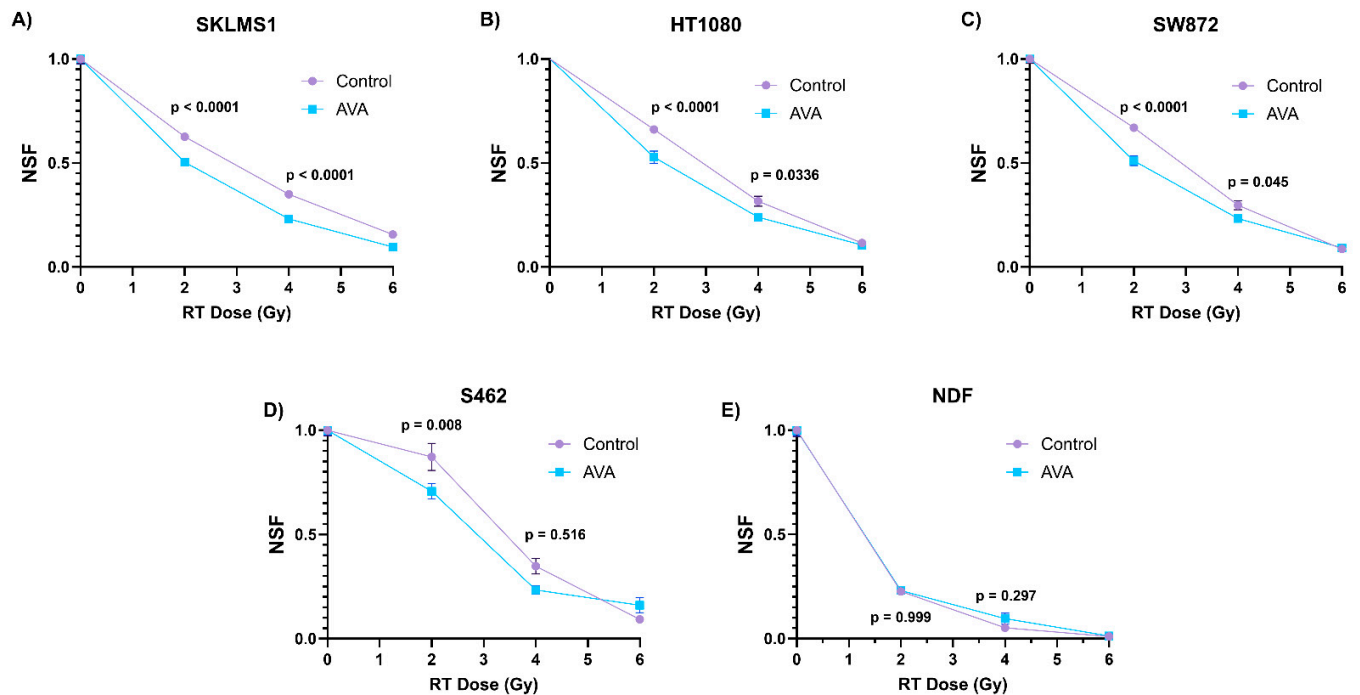 A)
SKLMS1
NSF
1.0
0.5
0.0
p < 0.0001
p < 0.0001
Control
AVA
0 1 2 3 4 5 6
RT Dose (Gy)
B)
HT1080
NSF
1.0
0.5
0.0
p < 0.0001
p = 0.0336
Control
AVA
0 1 2 3 4 5 6
RT Dose (Gy)
C)
SW872
NSF
1.0
0.5
0.0
p <0.0001
p = 0.045
Control
AVA
0 1 2 3 4 5 6
RT Dose (Gy)
D)
S462
NSF
1.0
0.5
0.0
p = 0.008
p = 0.516
Control
AVA
0 1 2 3 4 5 6
RT Dose (Gy)
E)
NDF
NSF
1.0
0.5
0.0
p = 0.999
p = 0.297
Control
AVA
0 1 2 3 4 5 6
RT Dose (Gy)